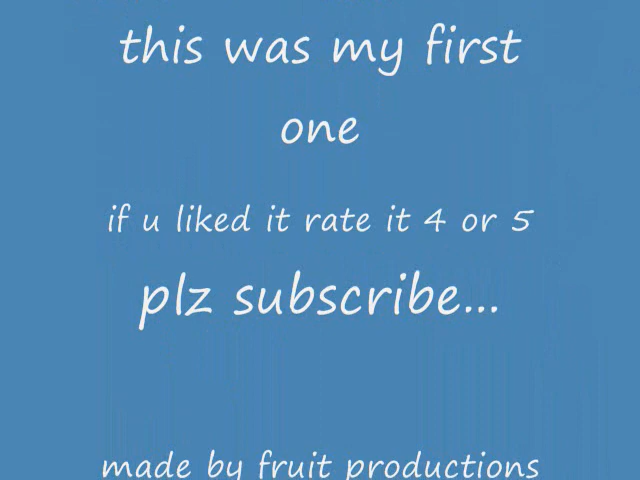 this was my first
one
if u liked it rate it 4 or 5
plz subscribe...
made by fruit productions